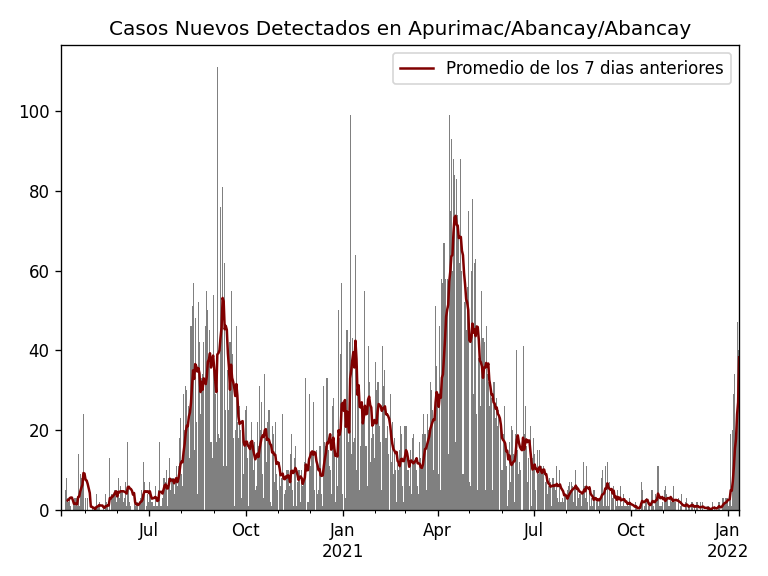 Casos Nuevos Detectados en Apurimac/Abancay/Abancay
Promedio de los 7 dias anteriores
100
80
60
40
20
0
Jul Oct Jan Apr Jul Oct Jan
2021 2022